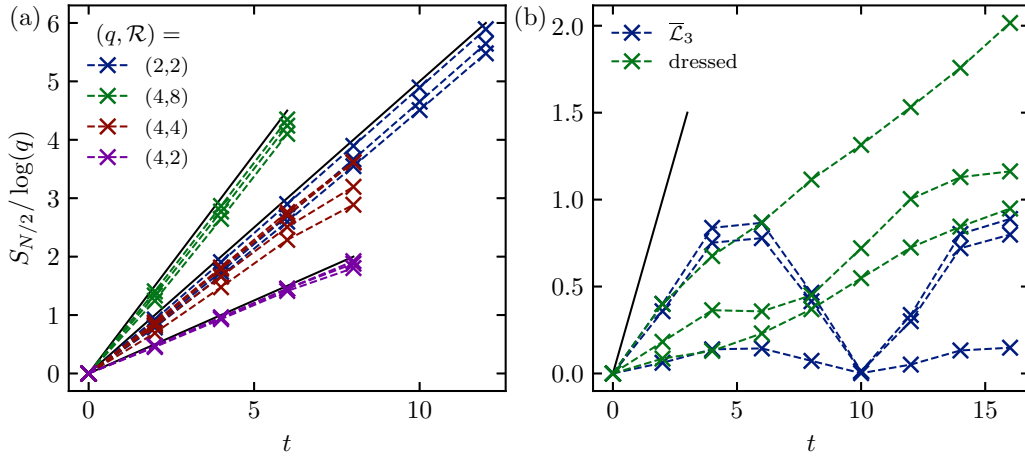 (a)
(q, R) =
(2,2)
(4,8)
(4,4)
(4,2)
S_{N/2}/log(q)
6
5
4
3
2
1
0
0
5
10
t
(b)
L̅_3
dressed
2.0
1.5
1.0
0.5
0.0
0
5
10
15
t